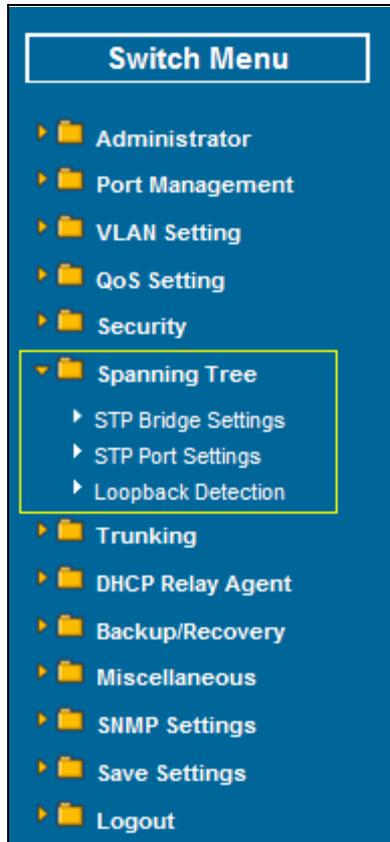 Switch Menu
Administrator
Port Management
VLAN Setting
QoS Setting
Security
Spanning Tree
STP Bridge Settings
STP Port Settings
Loopback Detection
Trunking
DHCP Relay Agent
Backup/Recovery
Miscellaneous
SNMP Settings
Save Settings
Logout